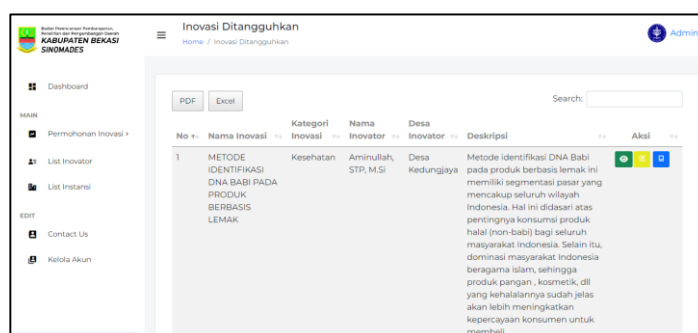 Badan Perencanaan Pembangunan,
Penelitian dan Pengembangan Daerah
KABUPATEN BEKASI
SINOMADES
Inovasi Ditangguhkan
Home / Inovasi Ditangguhkan
Admin
Dashboard
MAIN
Permohonan Inovasi
List Inovator
List Instansi
EDIT
Contact Us
Kelola Akun
PDF Excel
Search:
No Nama Inovasi Kategori Inovasi Nama Inovator Desa Inovator Deskripsi Aksi
1
METODE
IDENTIFIKASI
DNA BABI PADA
PRODUK
BERBASIS
LEMAK
Kesehatan
Aminullah,
STP, M.Si
Desa
Kedungjaya
Metode identifikasi DNA Babi
pada produk berbasis lemak ini
memiliki segmentasi pasar yang
mencakup seluruh wilayah
Indonesia. Hal ini didasari atas
pentingnya konsumsi produk
halal (non-babi) bagi seluruh
masyarakat Indonesia. Selain itu,
dominasi masyarakat Indonesia
beragama islam, sehingga
produk pangan , kosmetik, dll
yang kehalalannya sudah jelas
akan lebih meningkatkan
kepercayaan konsumen untuk
membeli